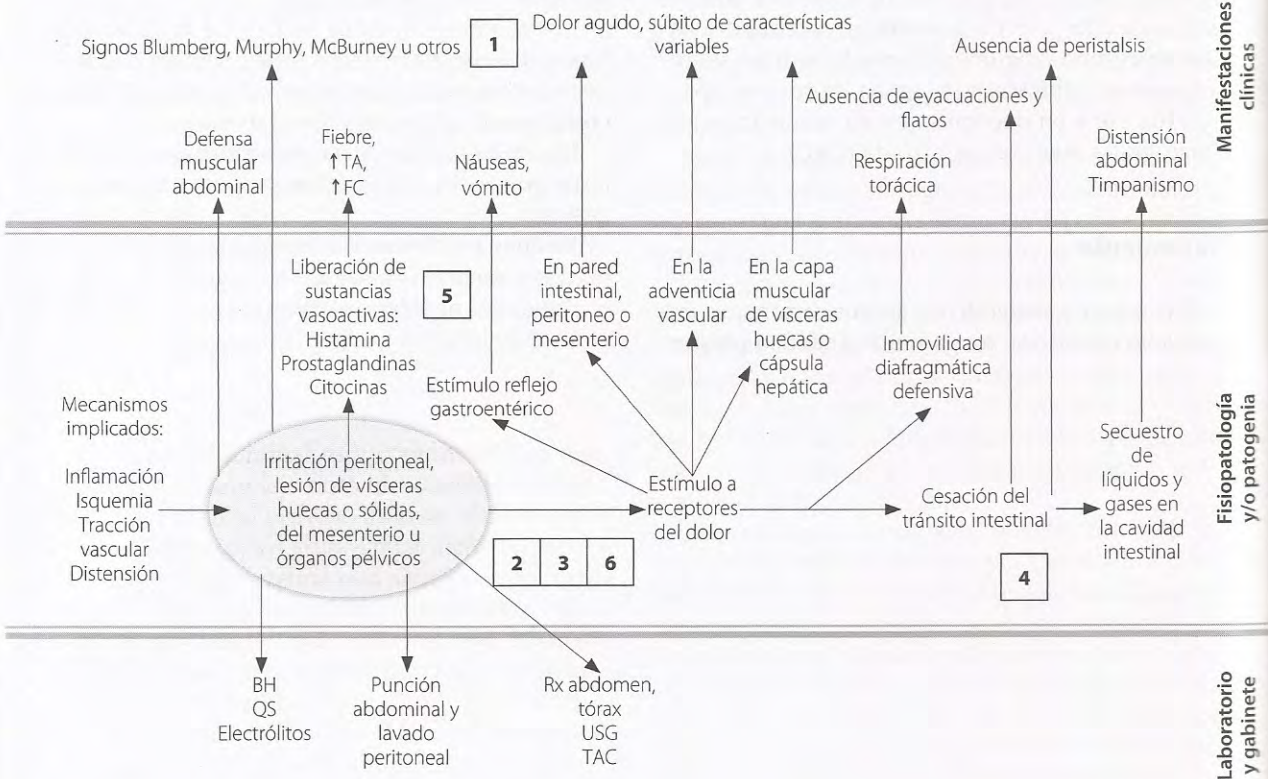 Signos Blumberg, Murphy, McBurney u otros
1
Dolor agudo, súbito de características
variables
Ausencia de peristalsis
Ausencia de evacuaciones y
flatos
Defensa
muscular
abdominal
Fiebre,
↑TA,
↑FC
Náuseas,
vómito
Respiración
torácica
Distensión
abdominal
Timpanismo
Manifestaciones
clínicas
Liberación de
sustancias
vasoactivas:
Histamina
Prostaglandinas
Citocinas
5
En pared
intestinal,
peritoneo o
mesenterio
En la
adventicia
vascular
En la capa
muscular
de vísceras
huecas o
cápsula
hepática
Inmovilidad
diafragmática
defensiva
Estímulo reflejo
gastroentérico
Mecanismos
implicados:
Inflamación
Isquemia
Tracción
vascular
Distensión
Irritación peritoneal,
lesión de vísceras
huecas o sólidas,
del mesenterio u
órganos pélvicos
2 3 6
Estímulo a
receptores
del dolor
Cesación del
tránsito intestinal
4
Secuestro
de
líquidos y
gases en
la cavidad
intestinal
Fisiopatología
y/o patogenia
BH
QS
Electrólitos
Punción
abdominal y
lavado
peritoneal
Rx abdomen,
tórax
USG
TAC
Laboratorio
y gabinete